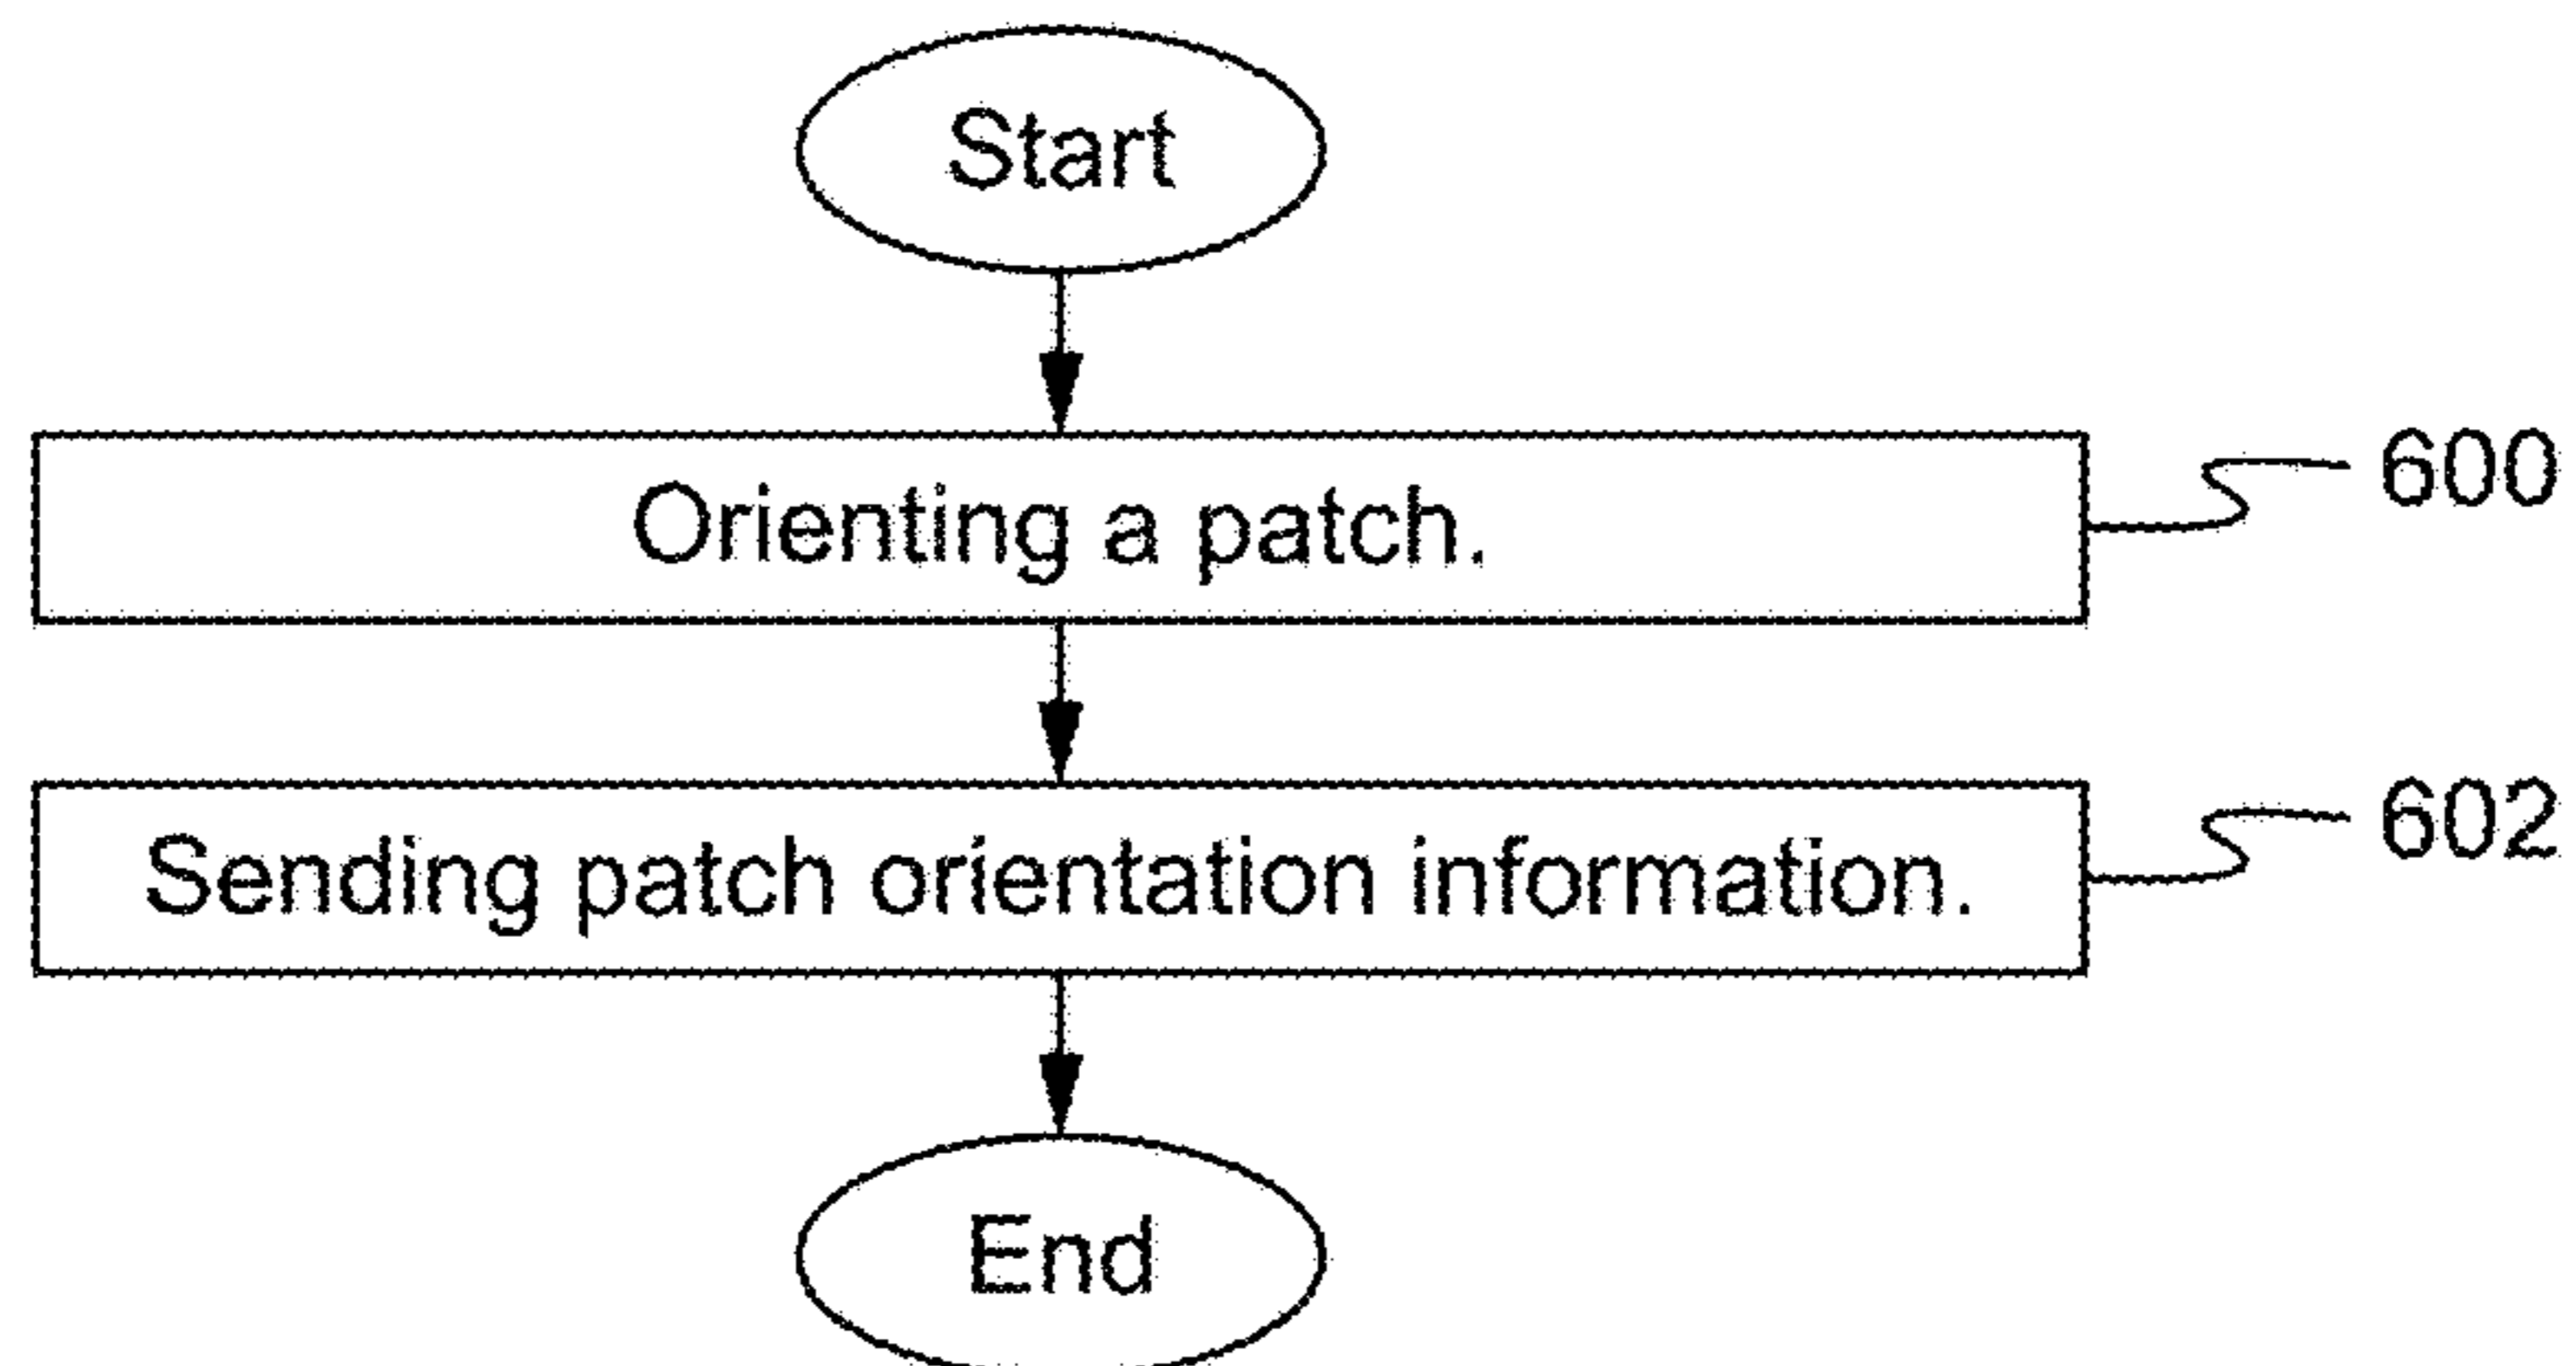 Start
Orienting a patch.
600
Sending patch orientation information.
602
End